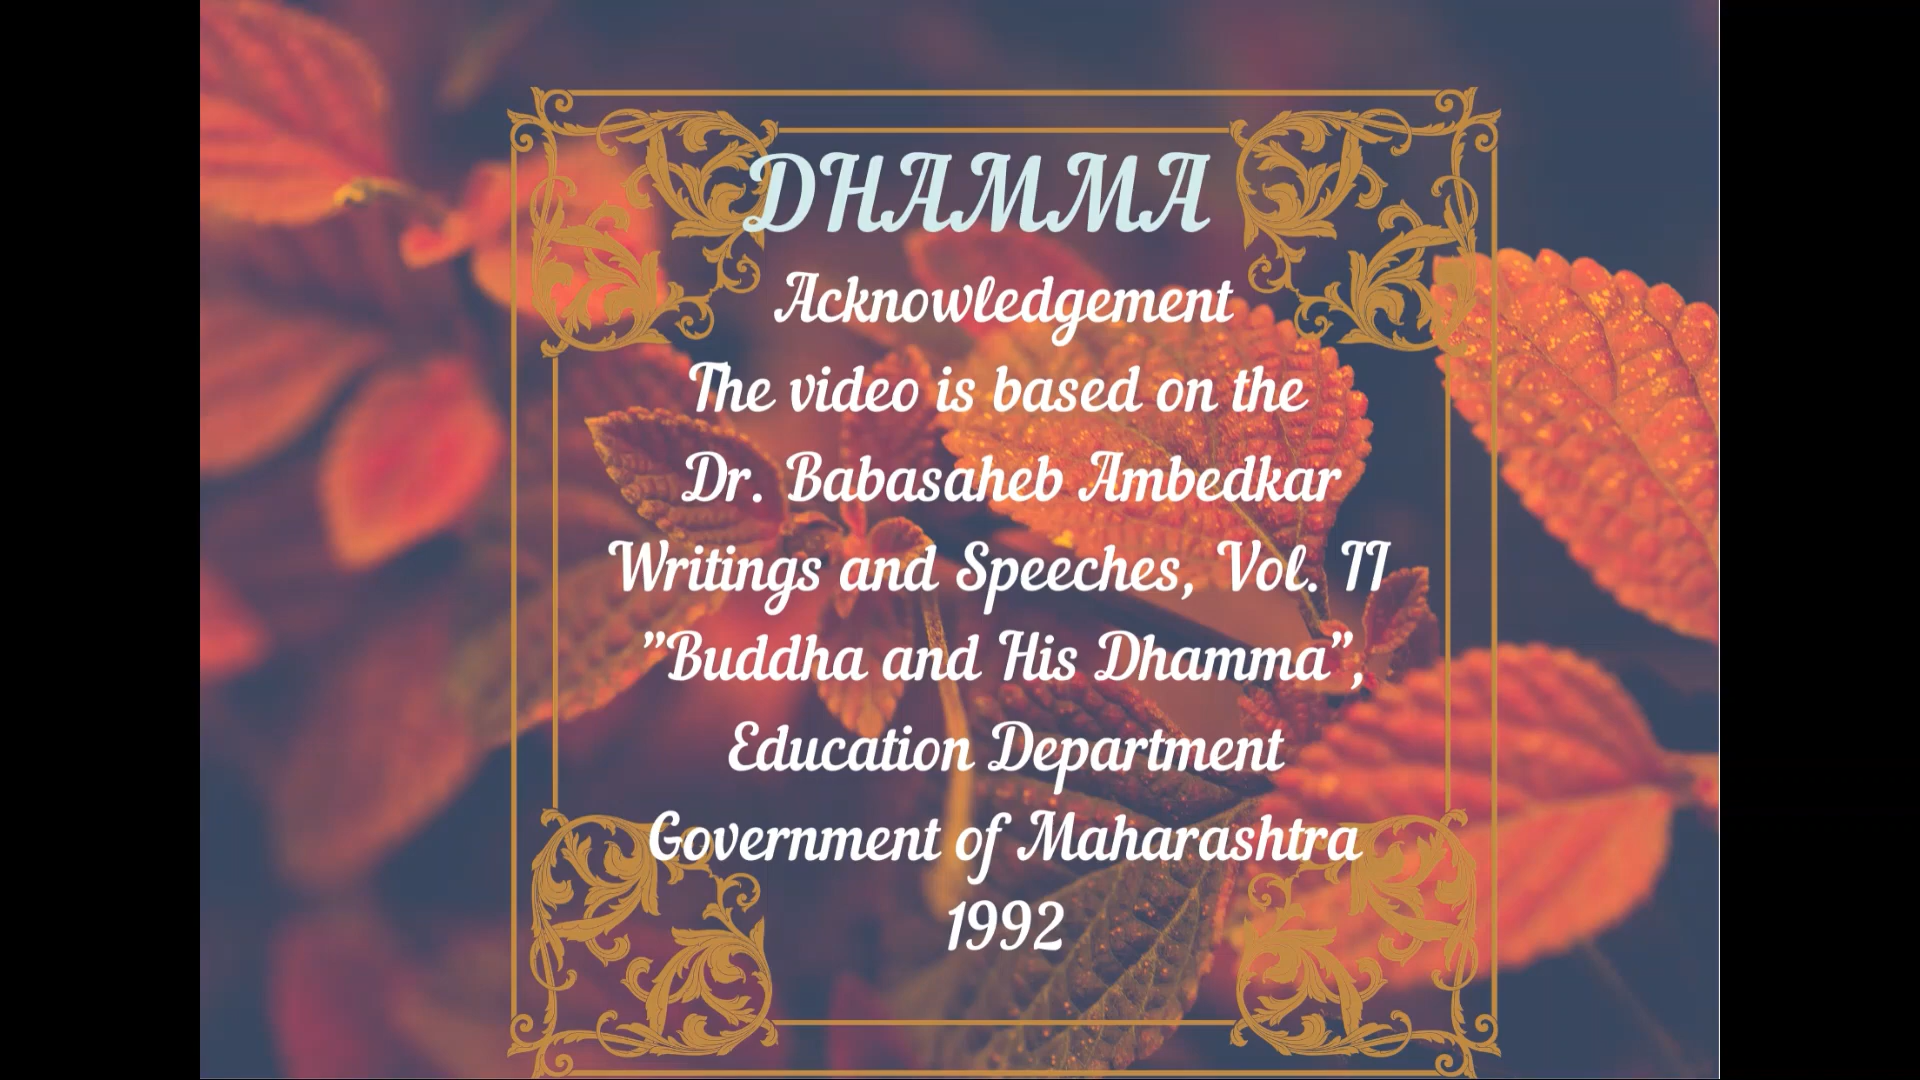 DHAMMA
Acknowledgement
The video is based on the
Dr. Babasaheb Ambedkar
Writings and Speeches, Vol. II
"Buddha and His Dhamma",
Education Department
Government of Maharashtra
1992